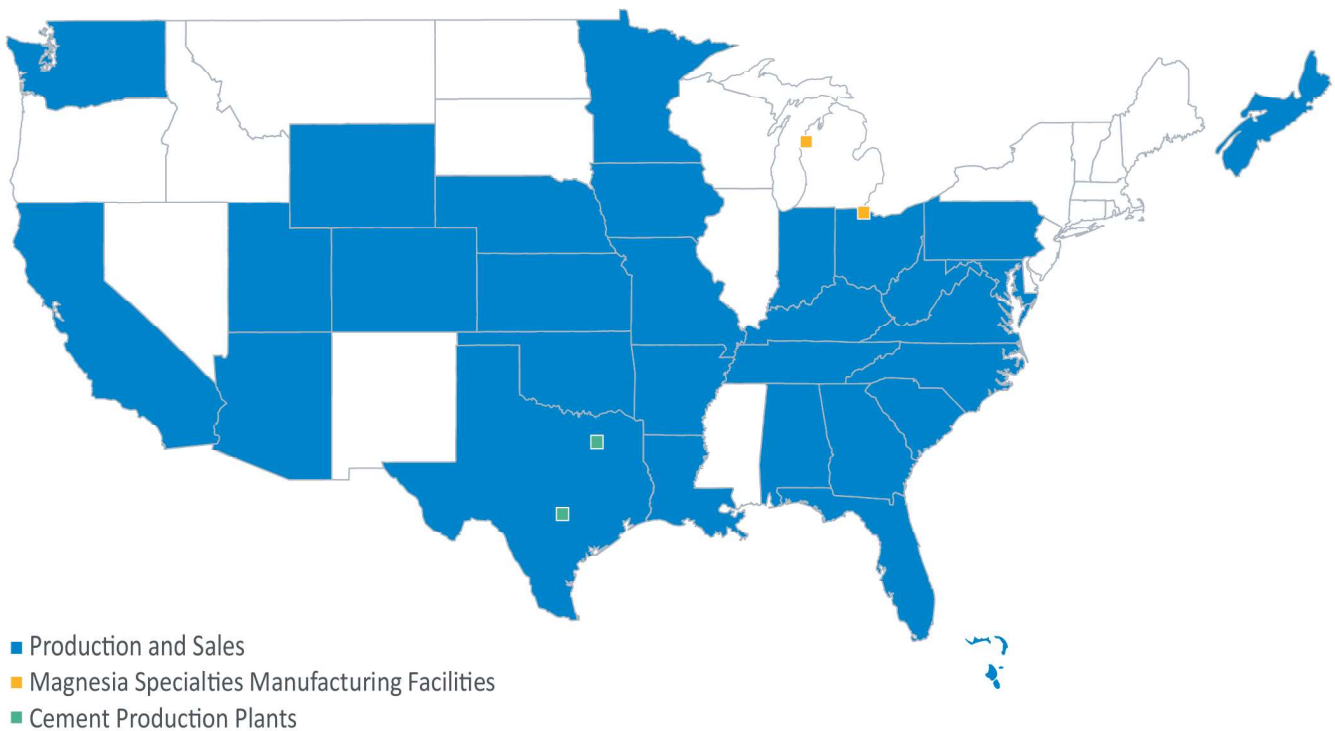 Production and Sales
Magnesia Specialties Manufacturing Facilities
Cement Production Plants